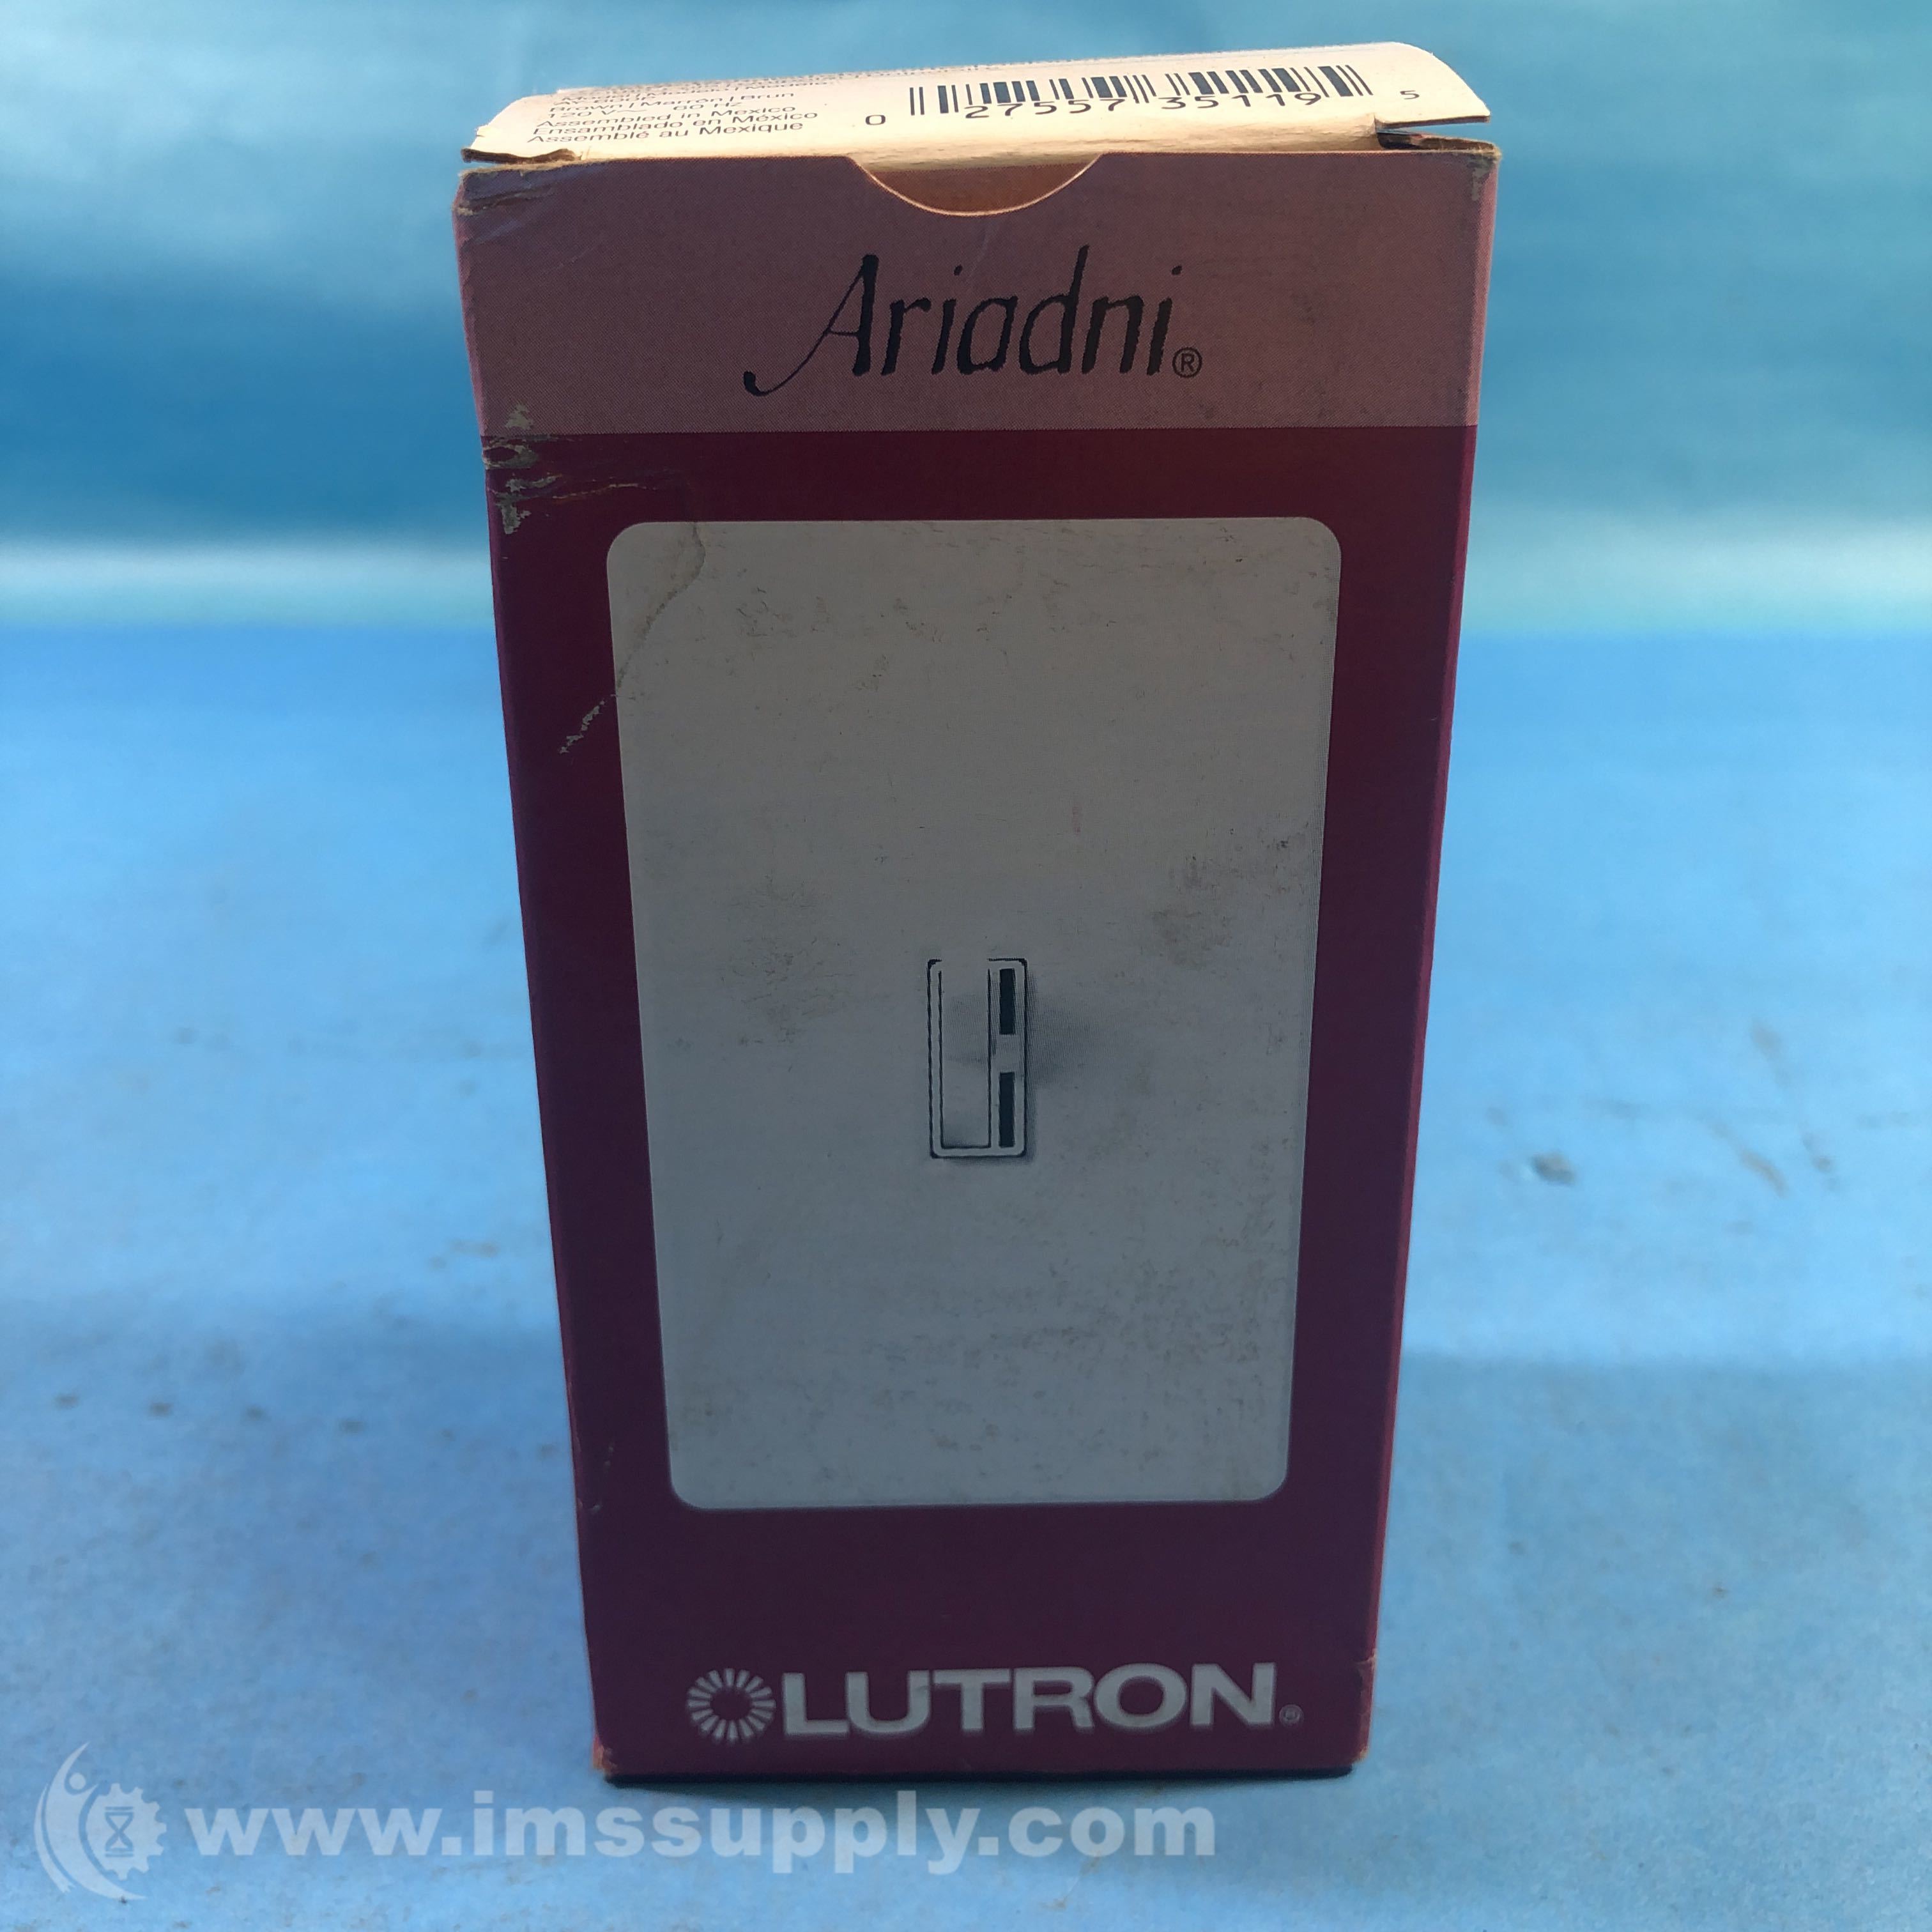 Brown | Marrón | Brun
120 V 60 Hz
Assembled in Mexico
Ensamblado en México
Assemblé au Mexique
0 27557 35119 5
Ariadni®
LUTRON®
www.imssupply.com